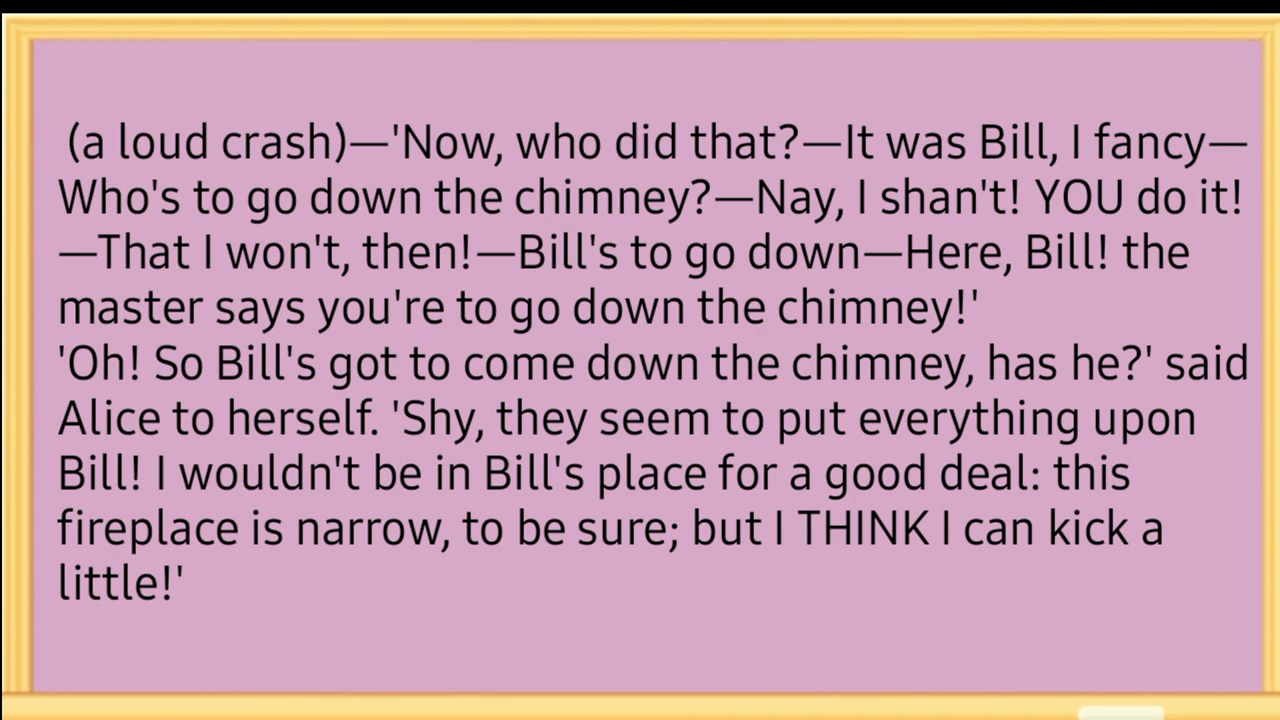 (a loud crash)—'Now, who did that?—It was Bill, I fancy—
Who's to go down the chimney?—Nay, I shan't! YOU do it!
—That I won't, then!—Bill's to go down—Here, Bill! the
master says you're to go down the chimney!'
'Oh! So Bill's got to come down the chimney, has he?' said
Alice to herself. 'Shy, they seem to put everything upon
Bill! I wouldn't be in Bill's place for a good deal: this
fireplace is narrow, to be sure; but I THINK I can kick a
little!'